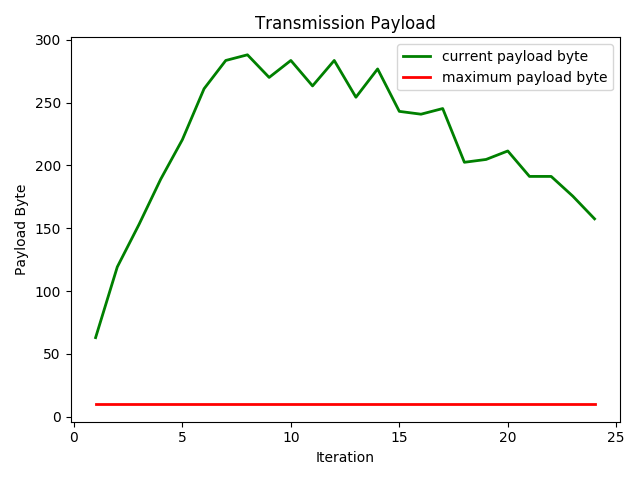 Transmission Payload
current payload byte
maximum payload byte
Payload Byte
300
250
200
150
100
50
0
0 5 10 15 20 25
Iteration